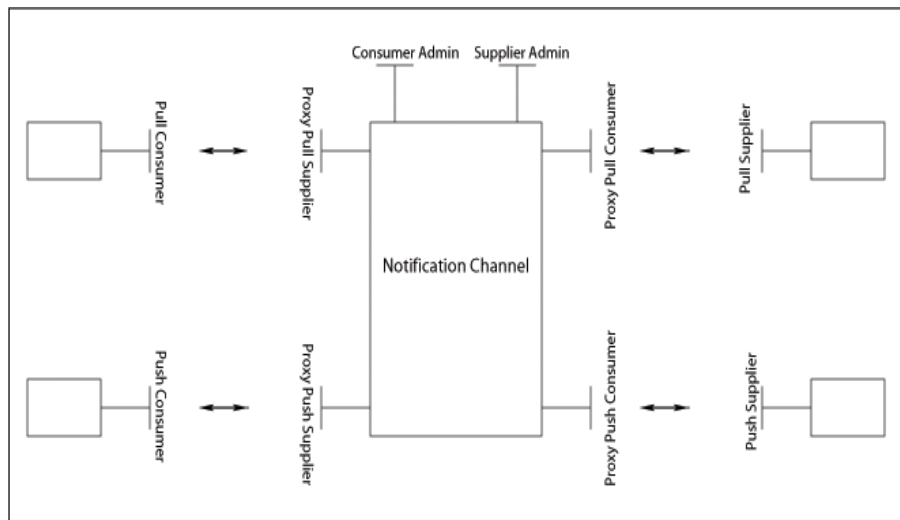 Consumer Admin
Supplier Admin
Pull Consumer
Proxy Pull Supplier
Proxy Pull Consumer
Pull Supplier
Notification Channel
Push Consumer
Proxy Push Supplier
Proxy Push Consumer
Push Supplier